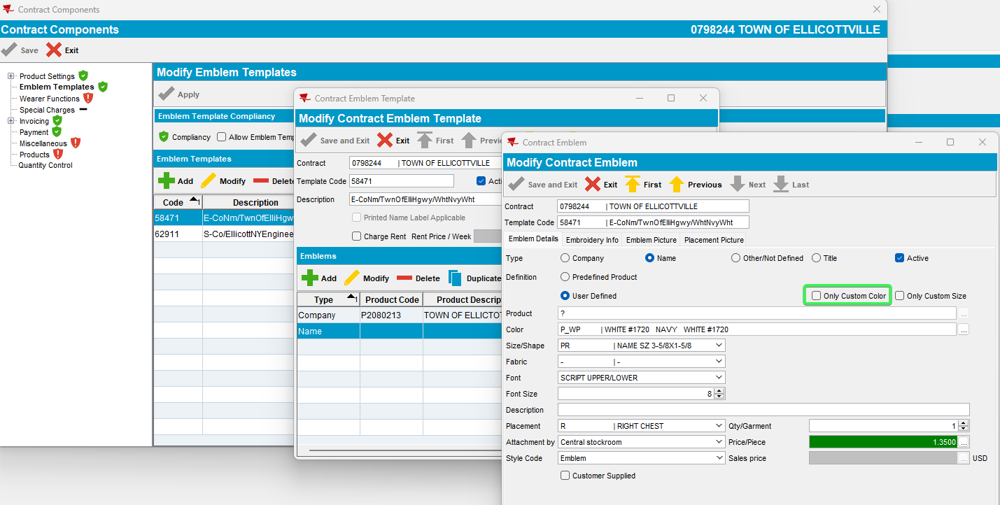 Contract Components
Contract Components 0798244 TOWN OF ELLICOTTVILLE
Save Exit
Product Settings
Emblem Templates
Wearer Functions
Special Charges
Invoicing
Payment
Miscellaneous
Products
Quantity Control
Modify Emblem Templates
Apply
Emblem Template Compliancy
Compliancy Allow Emblem Temp
Emblem Templates
Add Modify Delete
Code 1 Description
58471 E-CoNm/TwnOfElliHgw
62911 S-Co/EllicottNYEnginee
Contract Emblem Template
Modify Contract Emblem Template
Save and Exit Exit First Previ
Contract 0798244 | TOWN OF ELLICOTTVILLE
Template Code 58471 Acti
Description E-CoNm/TwnOfElliHgwy/WhtNvyWht
Printed Name Label Applicable
Charge Rent Rent Price / Week
Emblems
Add Modify Delete Duplicate
Type 1 Product Code Product Descrip
Company P2080213 TOWN OF ELLICTOT
Name
Contract Emblem
Modify Contract Emblem
Save and Exit Exit First Previous Next Last
Contract 0798244 | TOWN OF ELLICOTTVILLE
Template Code 58471 | E-CoNm/TwnOfElliHgwy/WhtNvyWht
Emblem Details Embroidery Info Emblem Picture Placement Picture
Type Company Name Other/Not Defined Title Active
Definition Predefined Product
User Defined Only Custom Color Only Custom Size
Product ? ...
Color P_WP | WHITE #1720 NAVY WHITE #1720 ...
Size/Shape PR | NAME SZ 3-5/8X1-5/8
Fabric - | -
Font SCRIPT UPPER/LOWER
Font Size 8
Description
Placement R | RIGHT CHEST Qty/Garment 1
Attachment by Central stockroom Price/Piece 1.3500 ...
Style Code Emblem Sales price ... USD
Customer Supplied